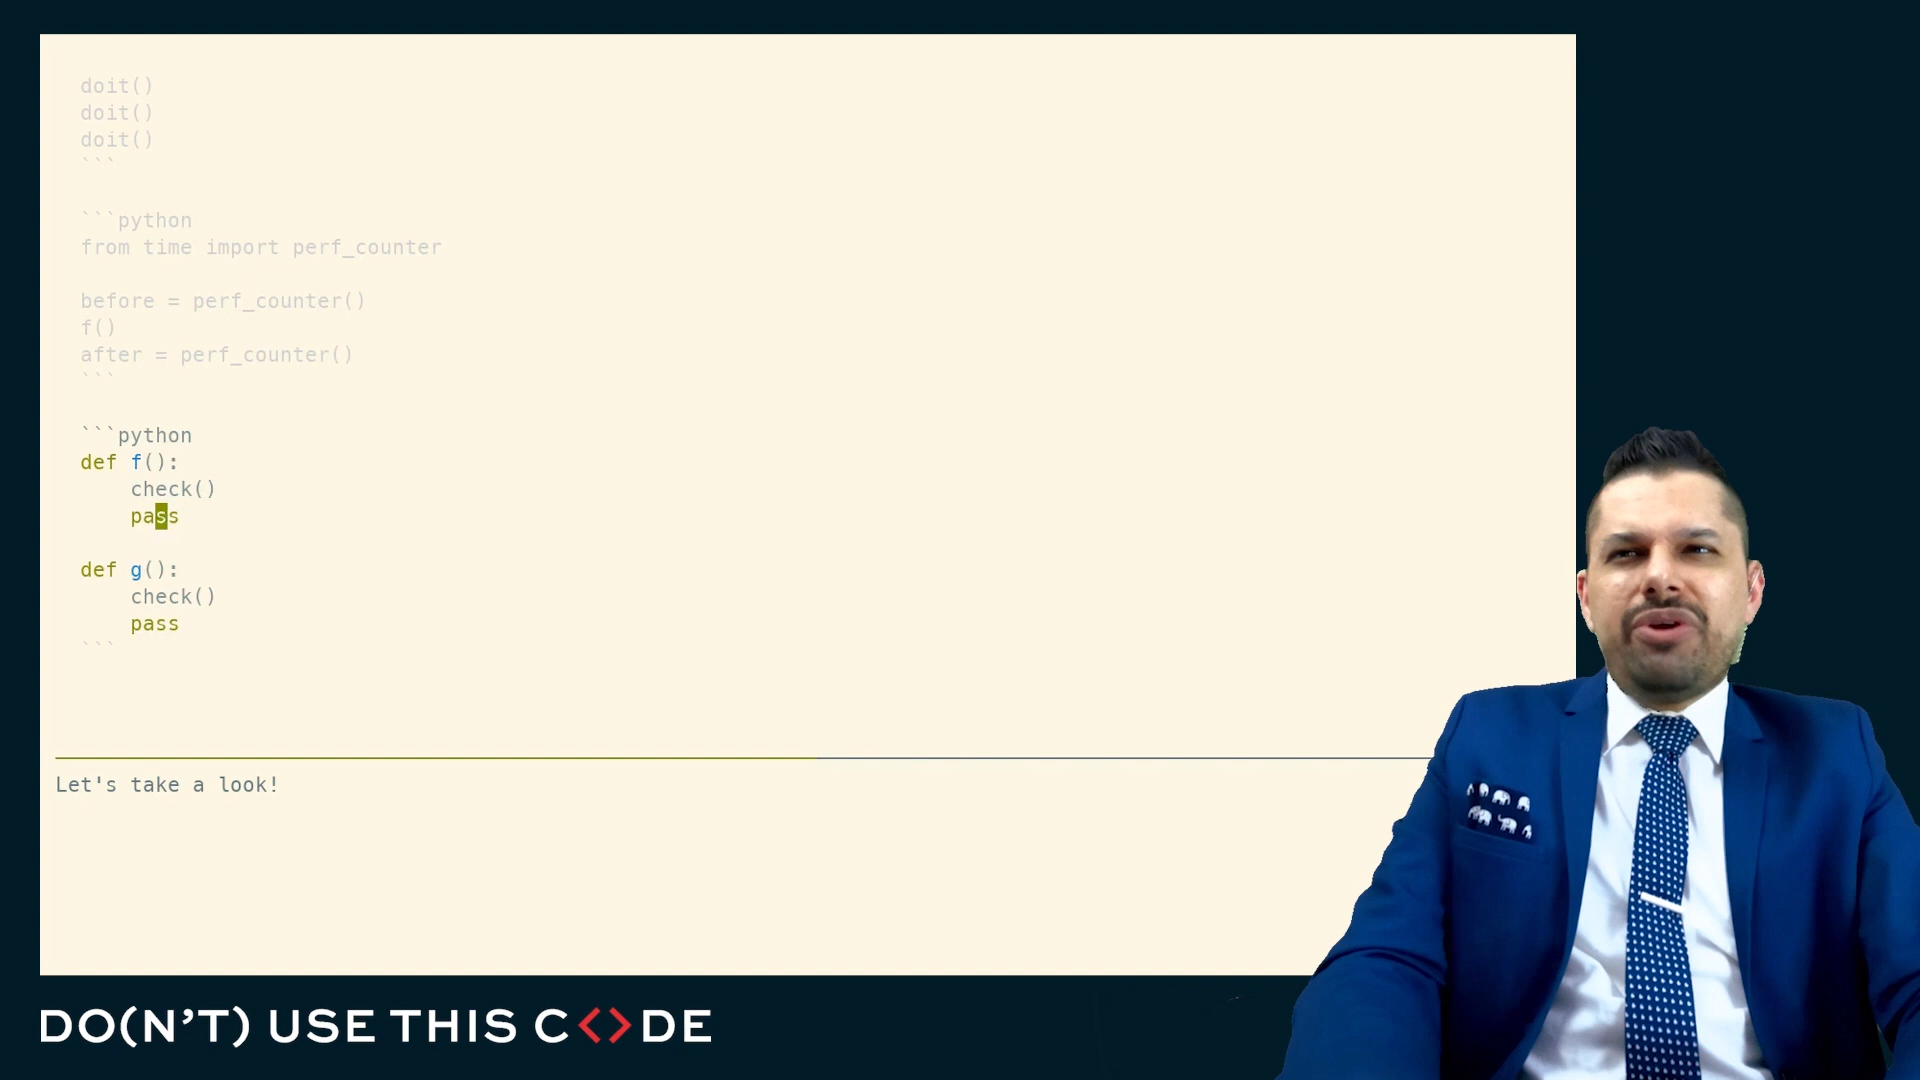 doit()
doit()
doit()
```
```python
from time import perf_counter
before = perf_counter()
f()
after = perf_counter()
```
```python
def f():
    check()
    pass
def g():
    check()
    pass
```
Let's take a look!
DO(N'T) USE THIS C<>DE